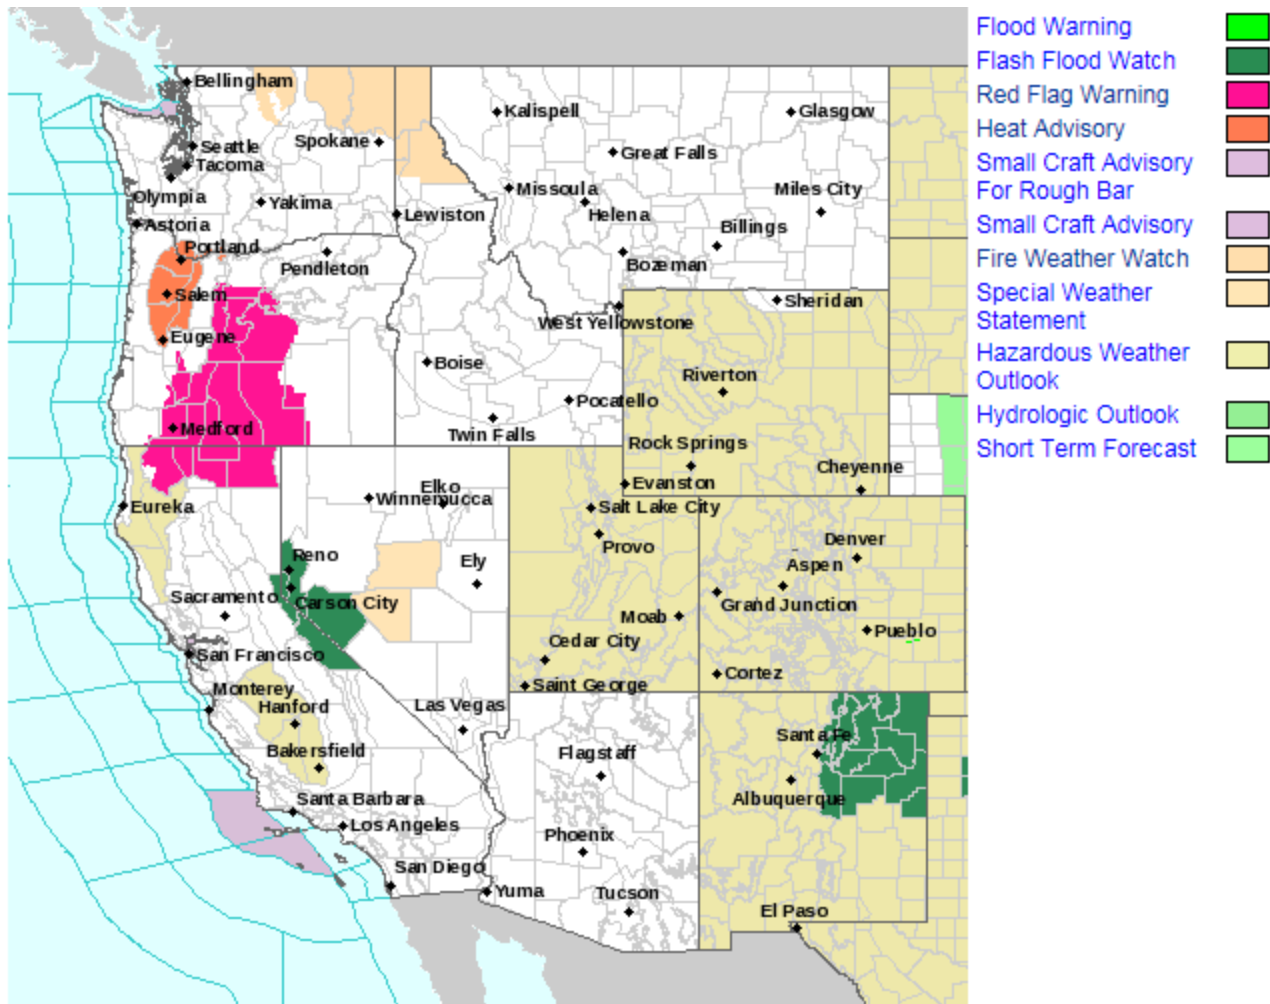 Bellingham
Seattle
Tacoma
Olympia
Spokane
Yakima
Astoria
Lewiston
Kalispell
Glasgow
Great Falls
Missoula
Helena
Miles City
Billings
Bozeman
Portland
Pendleton
Salem
Eugene
West Yellowstone
Sheridan
Boise
Riverton
Pocatello
Twin Falls
Medford
Rock Springs
Cheyenne
Evanston
Eureka
Elko
Winnemucca
Salt Lake City
Provo
Denver
Aspen
Reno
Ely
Sacramento
Carson City
Grand Junction
Moab
Pueblo
San Francisco
Cedar City
Cortez
Saint George
Monterey
Hanford
Las Vegas
Bakersfield
Flagstaff
Santa Fe
Albuquerque
Santa Barbara
Los Angeles
Phoenix
San Diego
Yuma
Tucson
El Paso
Flood Warning
Flash Flood Watch
Red Flag Warning
Heat Advisory
Small Craft Advisory
For Rough Bar
Small Craft Advisory
Fire Weather Watch
Special Weather
Statement
Hazardous Weather
Outlook
Hydrologic Outlook
Short Term Forecast